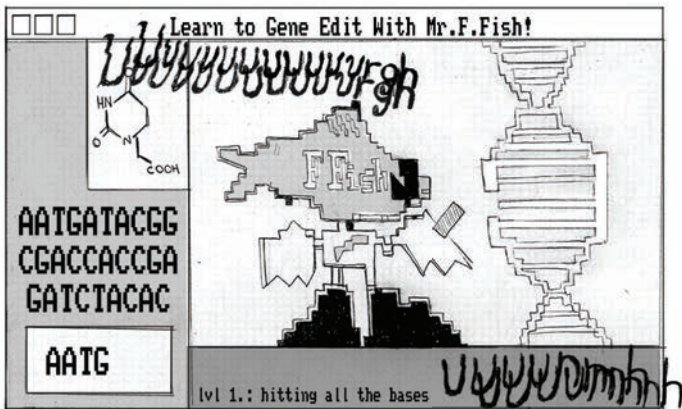 Learn to Gene Edit With Mr.F.Fish!
HN
O
N
COOH
F Fish
AATGATACGG
CGACCACCGA
GATCTACAC
AATG
lvl 1.: hitting all the bases